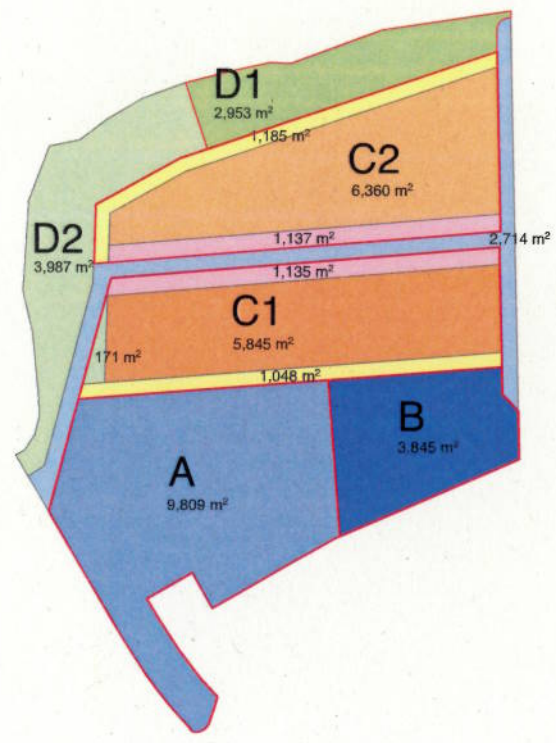 D1
2,953 m²
1,185 m²
C2
6,360 m²
D2
3,987 m²
1,137 m²
2,714 m²
1,135 m²
C1
5,845 m²
171 m²
1,048 m²
B
3.845 m²
A
9,809 m²